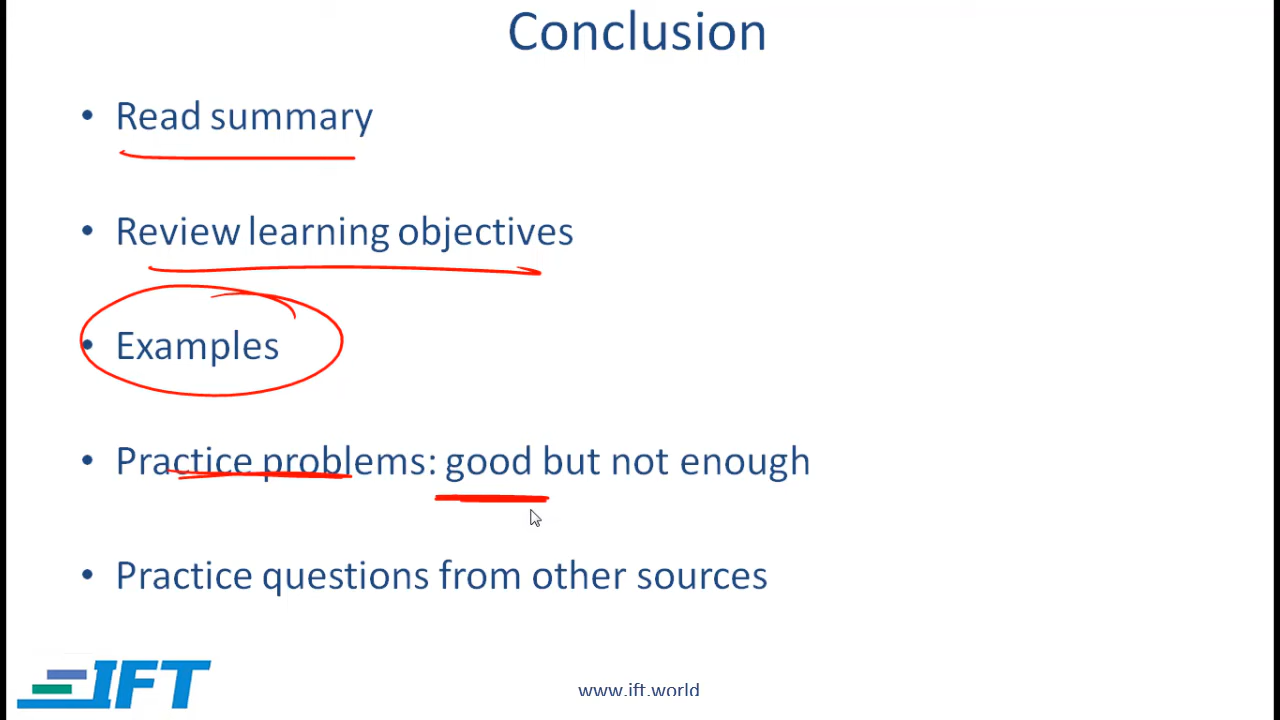 Conclusion
• Read summary
• Review learning objectives
• Examples
• Practice problems: good but not enough
• Practice questions from other sources
IFT
www.ift.world